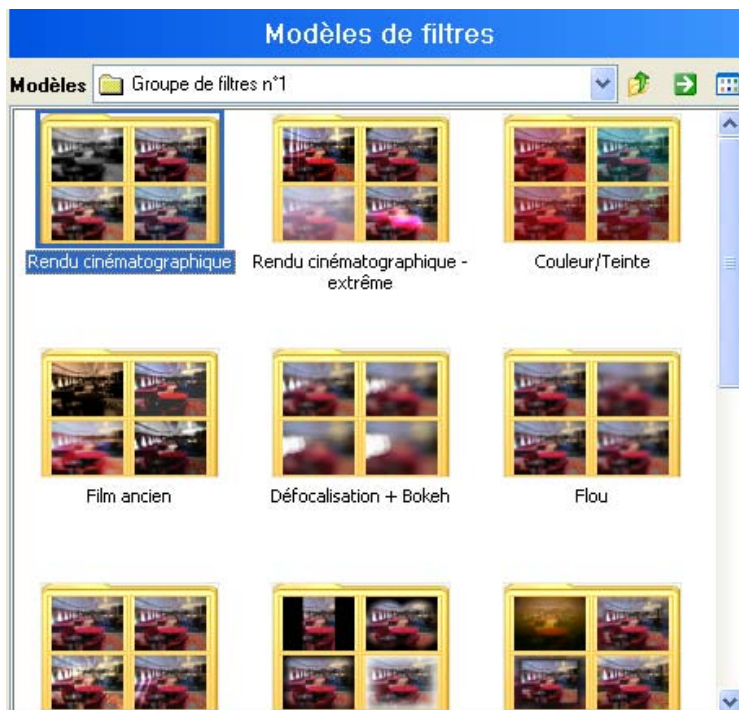 Modèles de filtres
Modèles Groupe de filtres n°1
Rendu cinématographique
Rendu cinématographique -
extrême
Couleur/Teinte
Film ancien
Défocalisation + Bokeh
Flou